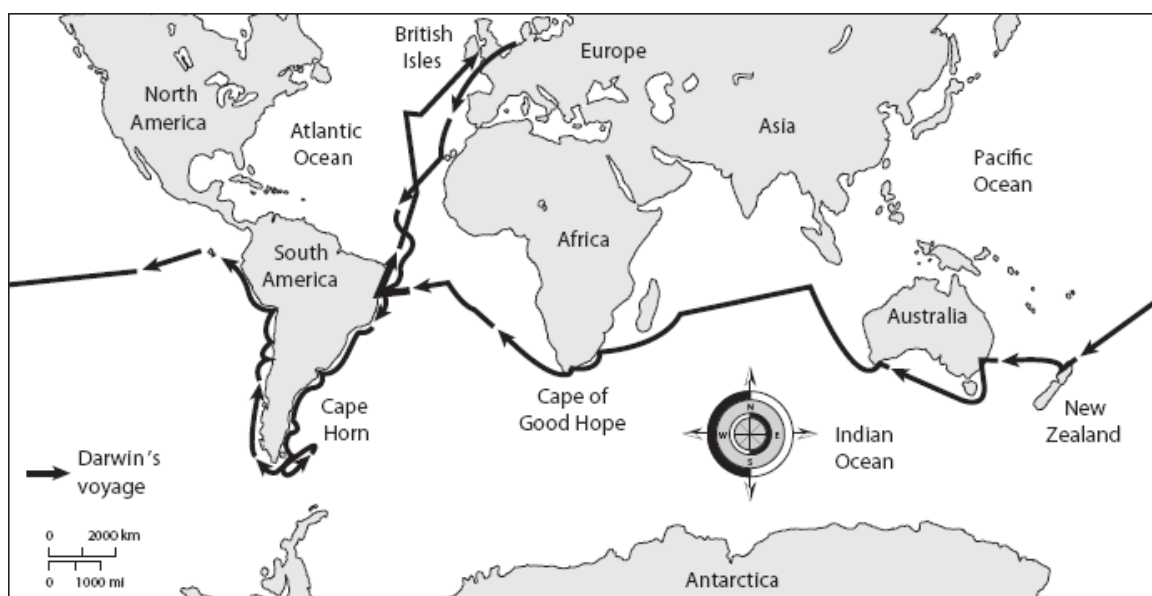 British
Isles
Europe
North
America
Atlantic
Ocean
Asia
Pacific
Ocean
South
America
Africa
Australia
Cape of
Good Hope
Cape
Horn
N
W
E
S
New
Zealand
Indian
Ocean
Darwin's
voyage
0 2000 km
0 1000 mi
Antarctica